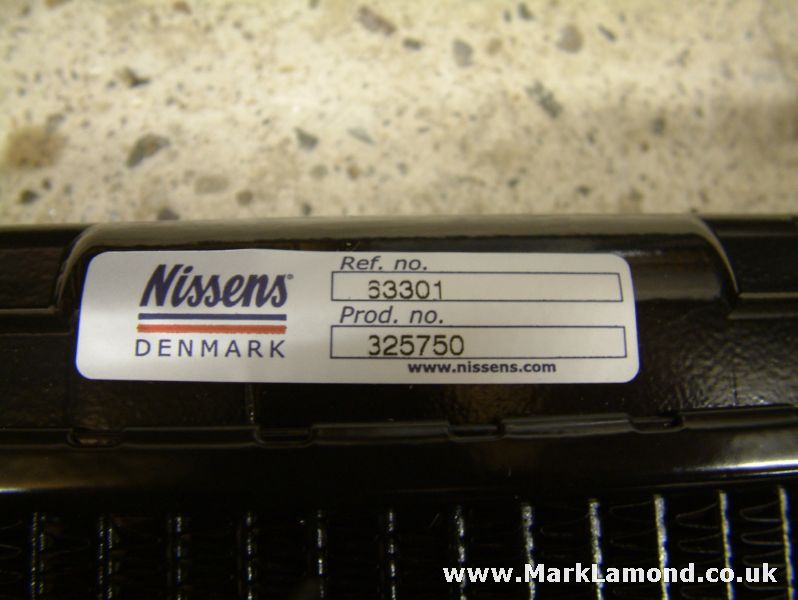 Nissens®
DENMARK
Ref. no.
63301
Prod. no.
325750
www.nissens.com
www.MarkLamond.co.uk